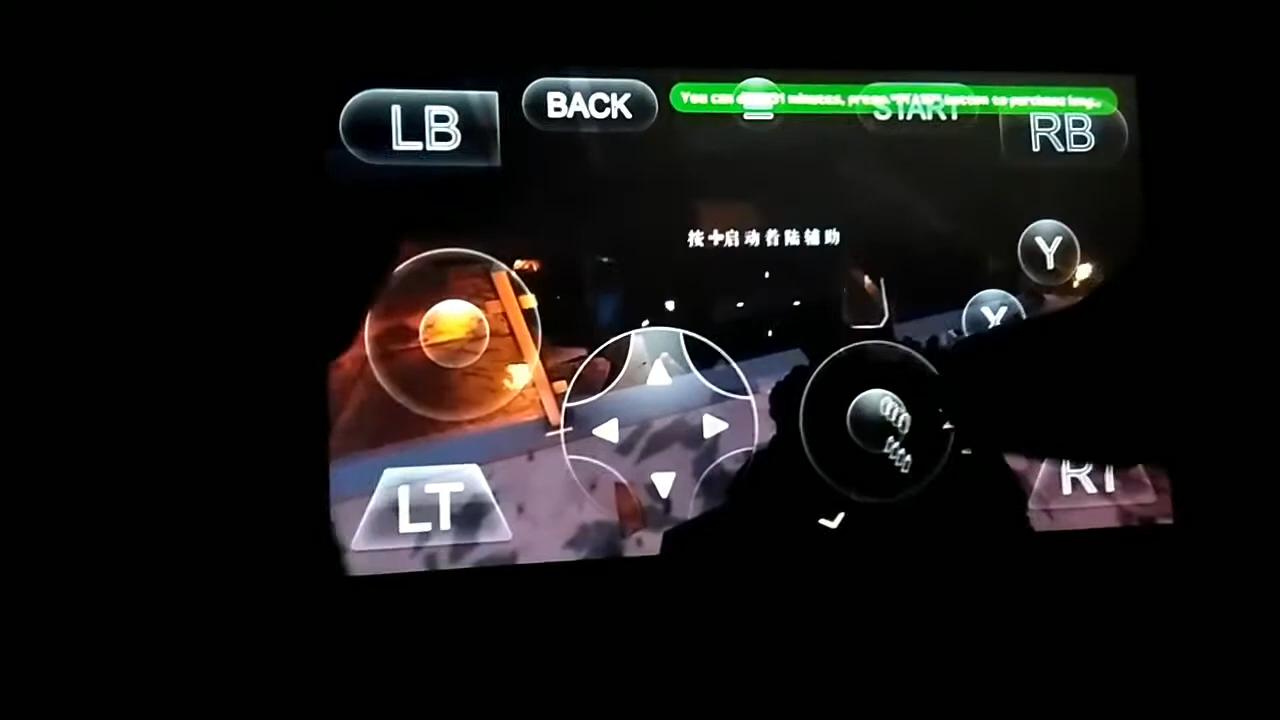 LB
BACK
You can
minutes, press
button to purchase long..
START
RB
按✚启动着陆辅助
Y
X
LT
RT